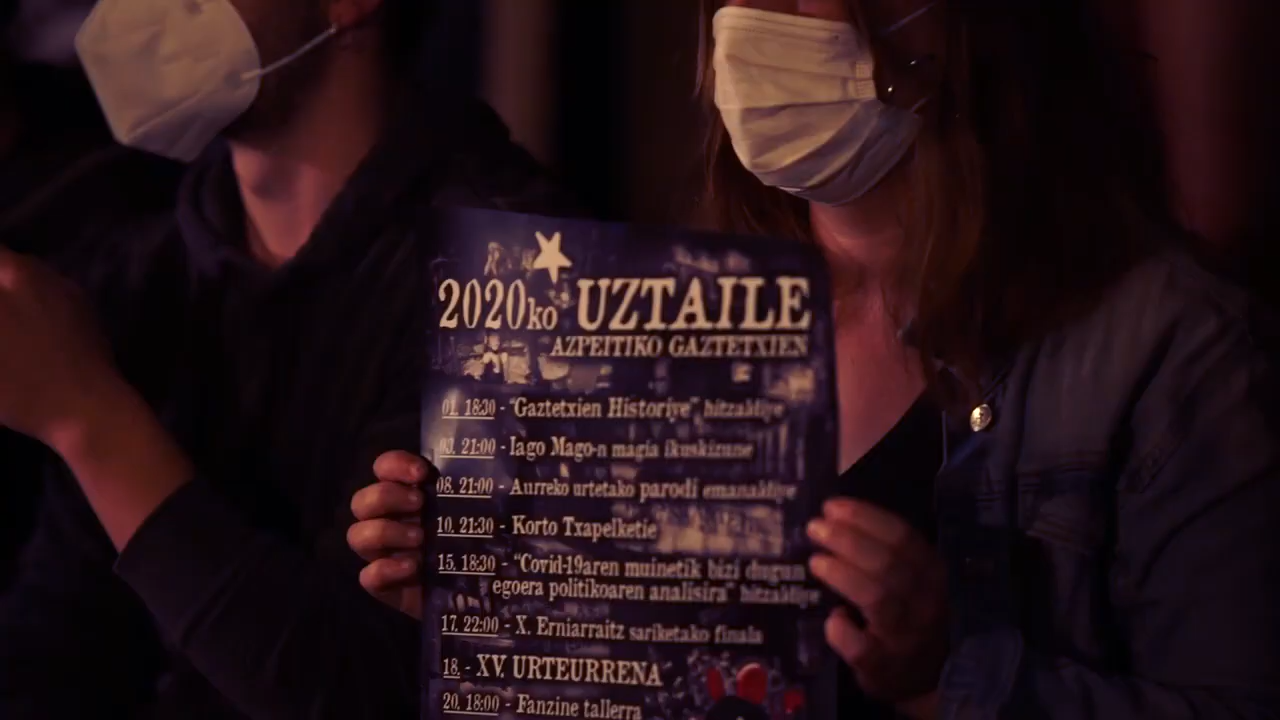 2020ko UZTAILE
AZPEITIKO GAZTETXIEN
01. 18:30 - "Gaztetxien Historiye" hitzaldiye
03. 21:00 - Iago Mago-n magia ikuskizune
08. 21:00 - Aurreko urtetako parodi emanaldiye
10. 21:30 - Korto Txapelketie
15. 18:30 - "Covid-19aren muinetik bizi dugun
egoera politikoaren analisira" hitzaldiye
17. 22:00 - X. Erniarraitz sariketako finala
18. - XV. URTEURRENA
20. 18:00 - Fanzine tallerra